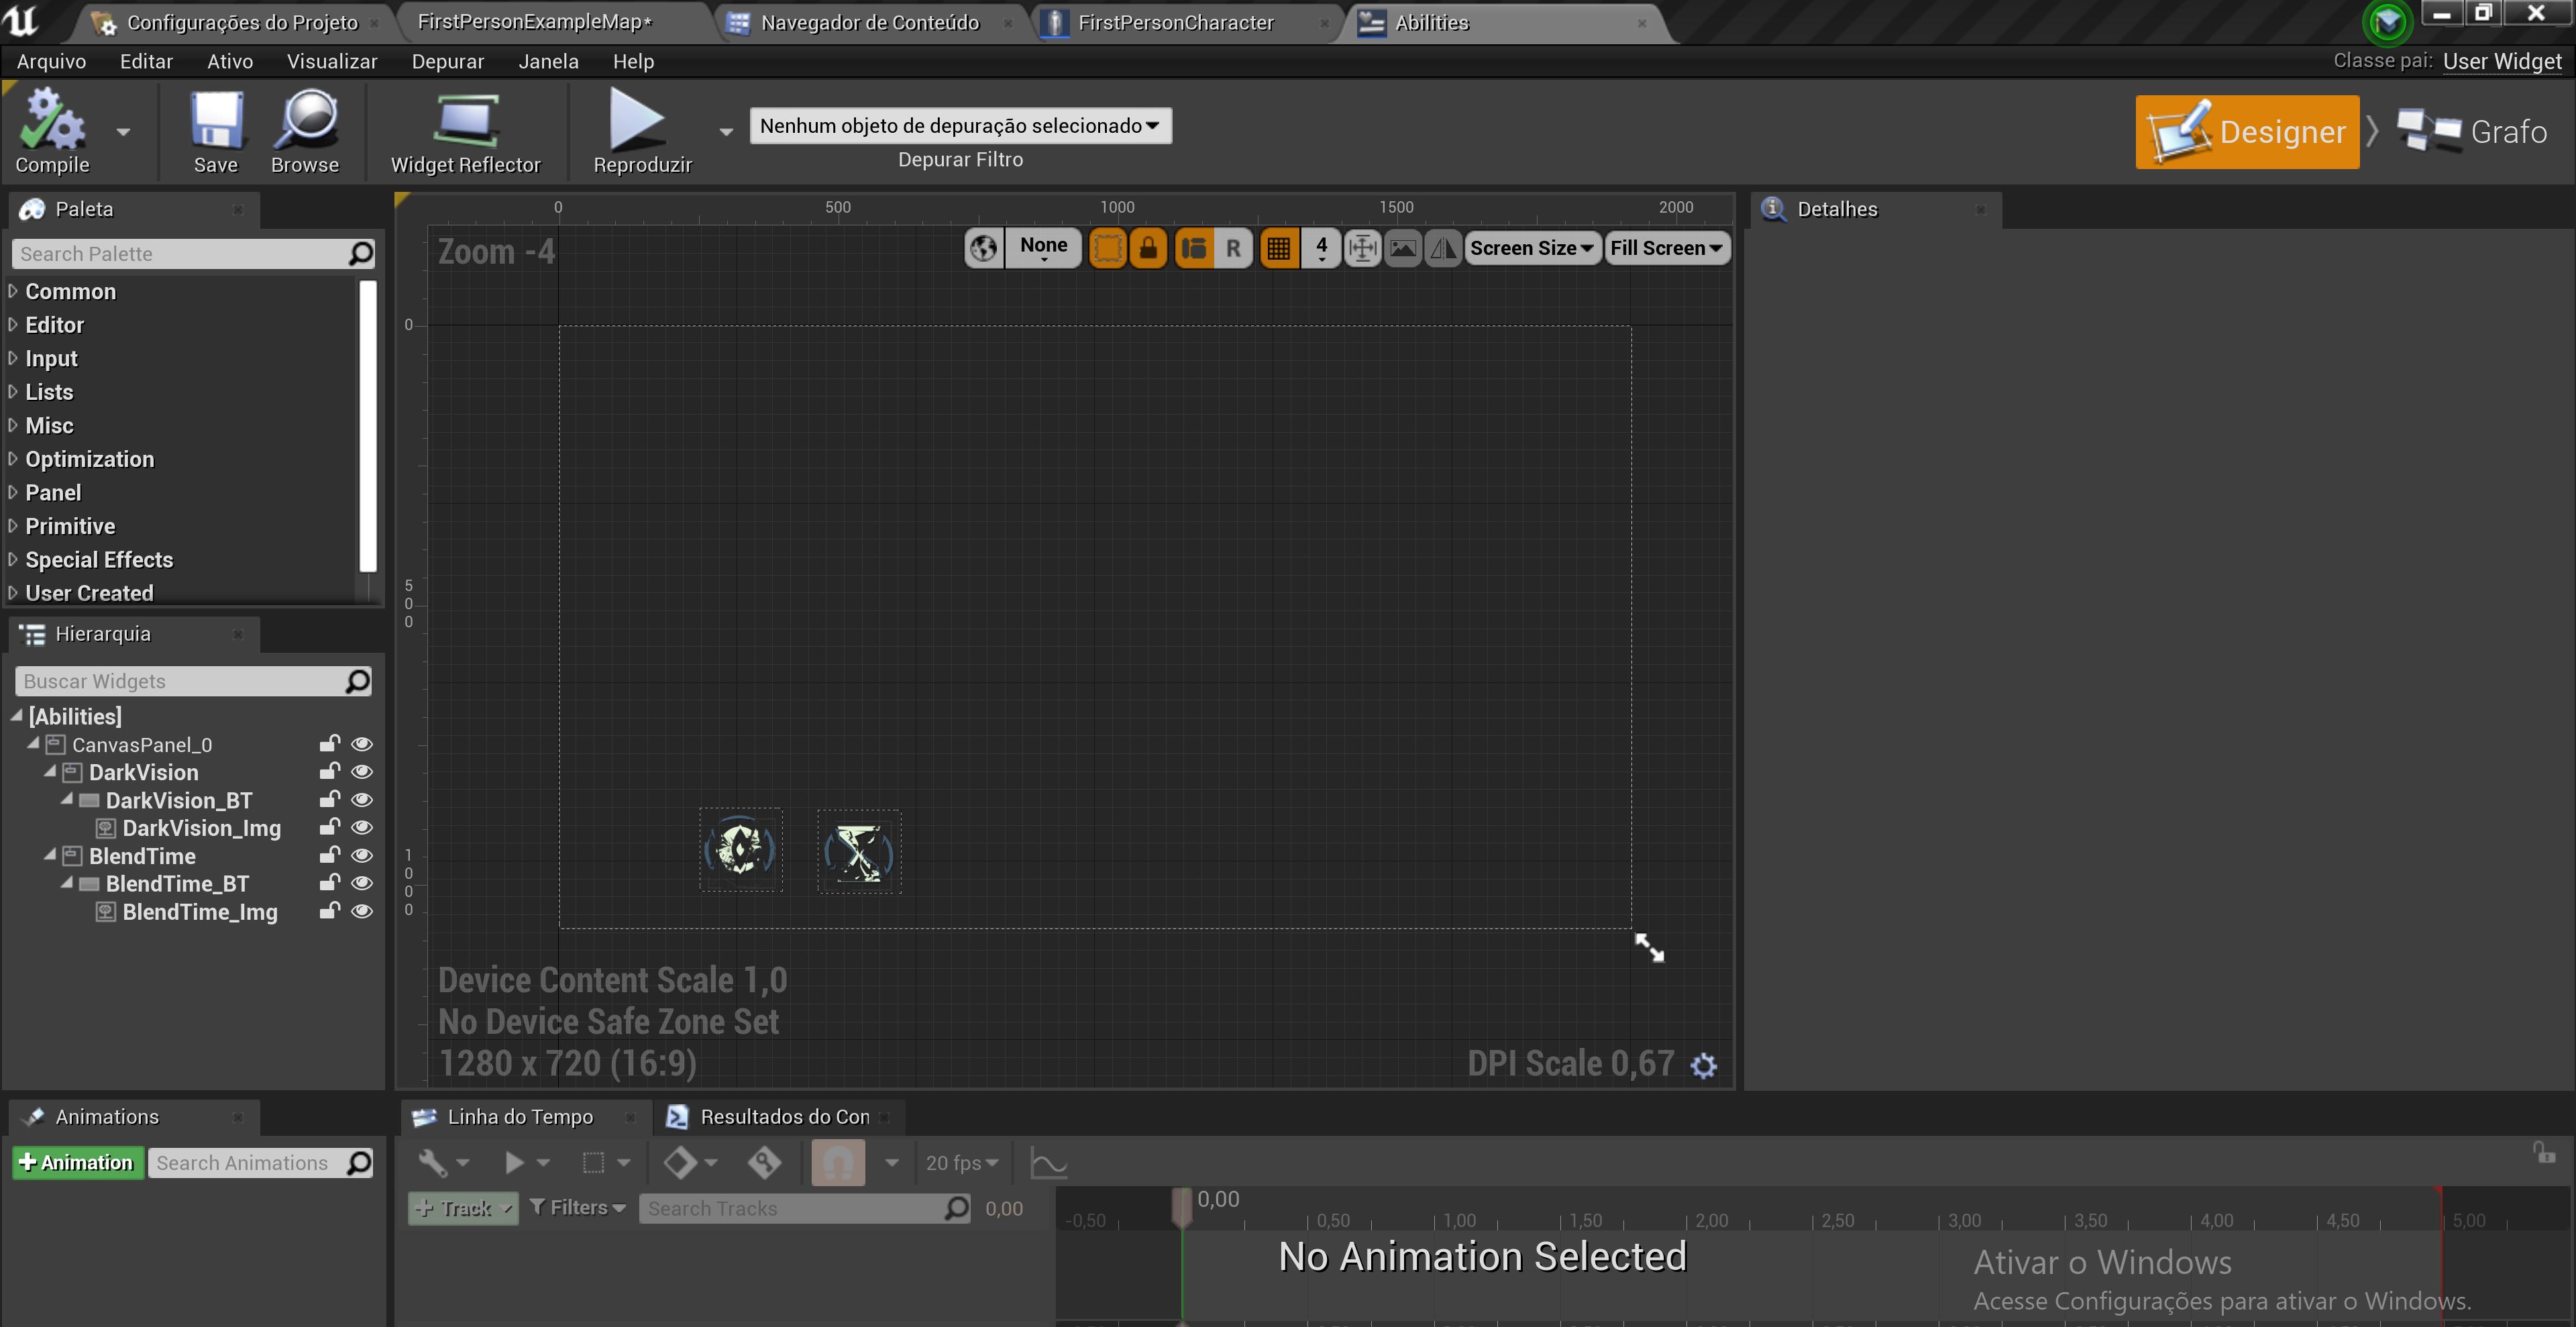 Configurações do Projeto
FirstPersonExampleMap*
Navegador de Conteúdo
FirstPersonCharacter
Abilities
Arquivo
Editar
Ativo
Visualizar
Depurar
Janela
Help
Classe pai: User Widget
Compile
Save
Browse
Widget Reflector
Reproduzir
Nenhum objeto de depuração selecionado
Depurar Filtro
Designer
Grafo
Paleta
Search Palette
Common
Editor
Input
Lists
Misc
Optimization
Panel
Primitive
Special Effects
User Created
Hierarquia
Buscar Widgets
[Abilities]
CanvasPanel_0
DarkVision
DarkVision_BT
DarkVision_Img
BlendTime
BlendTime_BT
BlendTime_Img
0
500
1000
1500
2000
Zoom -4
None
R
4
Screen Size
Fill Screen
0
500
1000
Device Content Scale 1,0
No Device Safe Zone Set
1280 x 720 (16:9)
DPI Scale 0,67
Detalhes
Animations
+ Animation
Search Animations
Linha do Tempo
Resultados do Con
20 fps
+ Track
Filters
Search Tracks
0,00
0,00
-0,50
0,50
1,00
1,50
2,00
2,50
3,00
3,50
4,00
4,50
5,00
No Animation Selected
Ativar o Windows
Acesse Configurações para ativar o Windows.